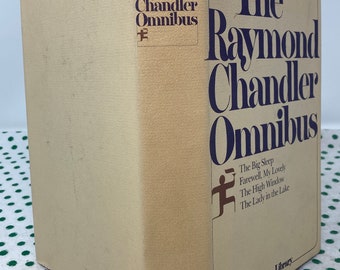 Chandler
Omnibus
The
Raymond
Chandler
Omnibus
The Big Sleep
Farewell, My Lovely
The High Window
The Lady in the Lake
Library